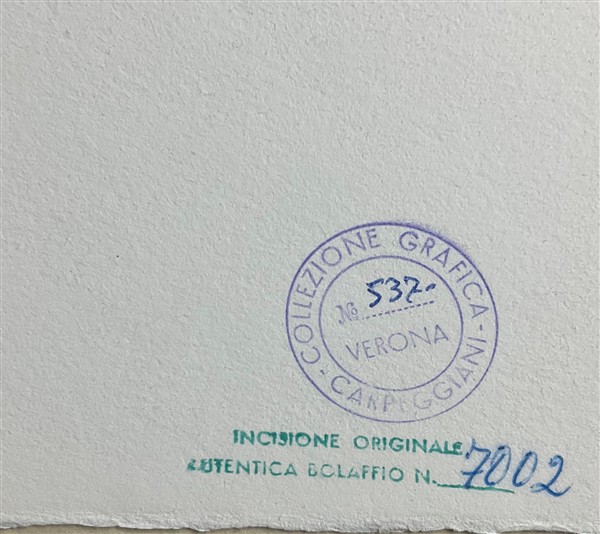 COLLEZIONE GRAFICA
№ 537.
VERONA
- CARPEGGIANI -
INCISIONE ORIGINALE
AUTENTICA BOLAFFIO N. 7002